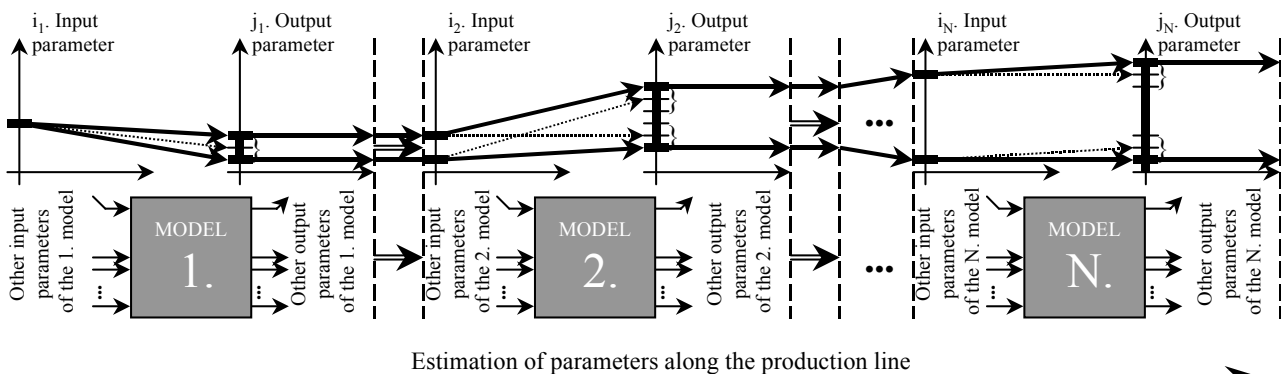 i₁. Input
parameter
j₁. Output
parameter
i₂. Input
parameter
j₂. Output
parameter
iN. Input
parameter
jN. Output
parameter
Other input
parameters
of the 1. model
MODEL
1.
Other output
parameters
of the 1. model
Other input
parameters
of the 2. model
MODEL
2.
Other output
parameters
of the 2. model
Other input
parameters
of the N. model
MODEL
N.
Other output
parameters
of the N. model
Estimation of parameters along the production line